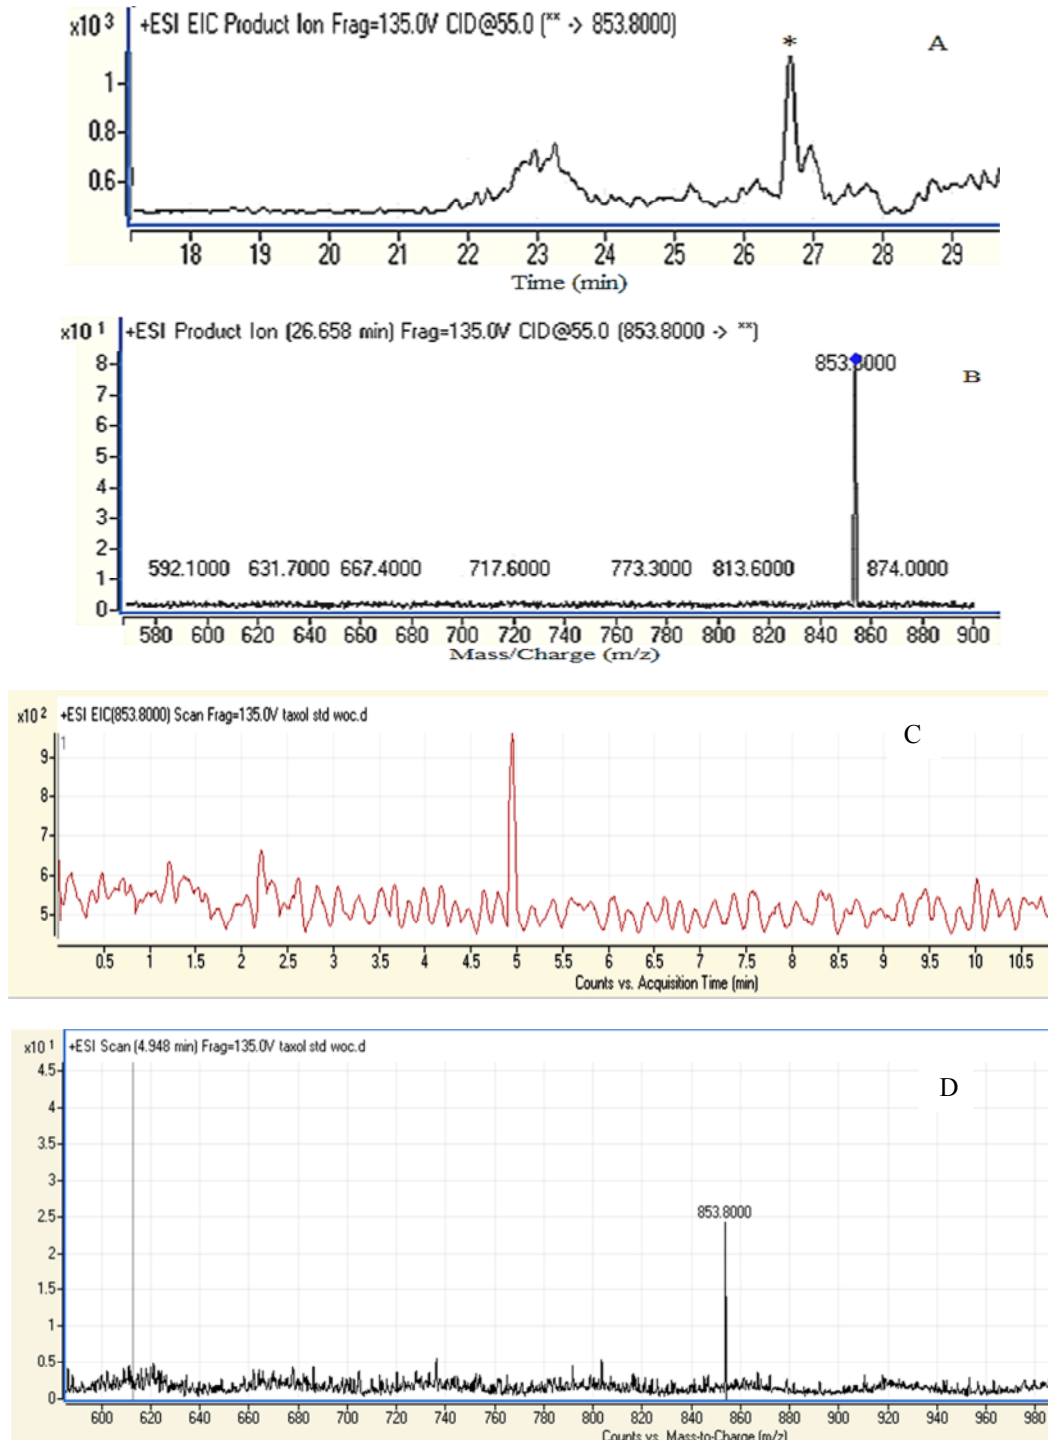 x10 3 +ESI EIC Product Ion Frag=135.0V CID@55.0 (** -> 853.8000)
* A
1
0.8
0.6
18 19 20 21 22 23 24 25 26 27 28 29
Time (min)
x10 1 +ESI Product Ion (26.658 min) Frag=135.0V CID@55.0 (853.8000 -> **)
8 853.8000 B
7
6
5
4
3
2
592.1000 631.7000 667.4000 717.6000 773.3000 813.6000 874.0000
1
0
580 600 620 640 660 680 700 720 740 760 780 800 820 840 860 880 900
Mass/Charge (m/z)
x10 2 +ESI EIC(853.8000) Scan Frag=135.0V taxol std woc.d
1 C
9
8
7
6
5
0.5 1 1.5 2 2.5 3 3.5 4 4.5 5 5.5 6 6.5 7 7.5 8 8.5 9 9.5 10 10.5
Counts vs. Acquisition Time (min)
x10 1 +ESI Scan (4.948 min) Frag=135.0V taxol std woc.d
4.5
D
4
3.5
3
2.5 853.8000
2
1.5
1
0.5
0
600 620 640 660 680 700 720 740 760 780 800 820 840 860 880 900 920 940 960 980
Counts vs. Mass-to-Charge (m/z)